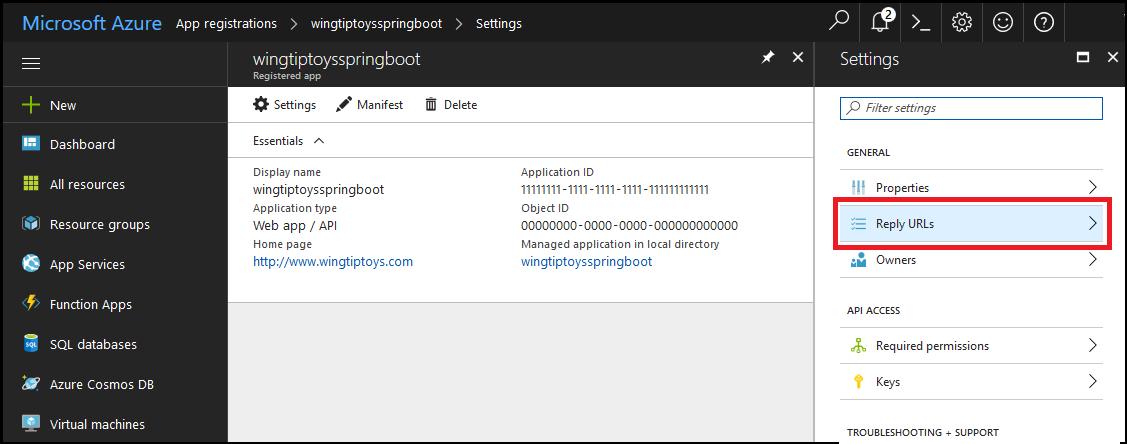 Microsoft Azure App registrations > wingtiptoysspringboot > Settings
2
wingtiptoysspringboot
Registered app
Settings
New
Dashboard
All resources
Resource groups
App Services
Function Apps
SQL databases
Azure Cosmos DB
Virtual machines
Settings Manifest Delete
Essentials
Display name
wingtiptoysspringboot
Application type
Web app / API
Home page
http://www.wingtiptoys.com
Application ID
11111111-1111-1111-1111-111111111111
Object ID
00000000-0000-0000-000000000000
Managed application in local directory
wingtiptoysspringboot
Filter settings
GENERAL
Properties
Reply URLs
Owners
API ACCESS
Required permissions
Keys
TROUBLESHOOTING + SUPPORT